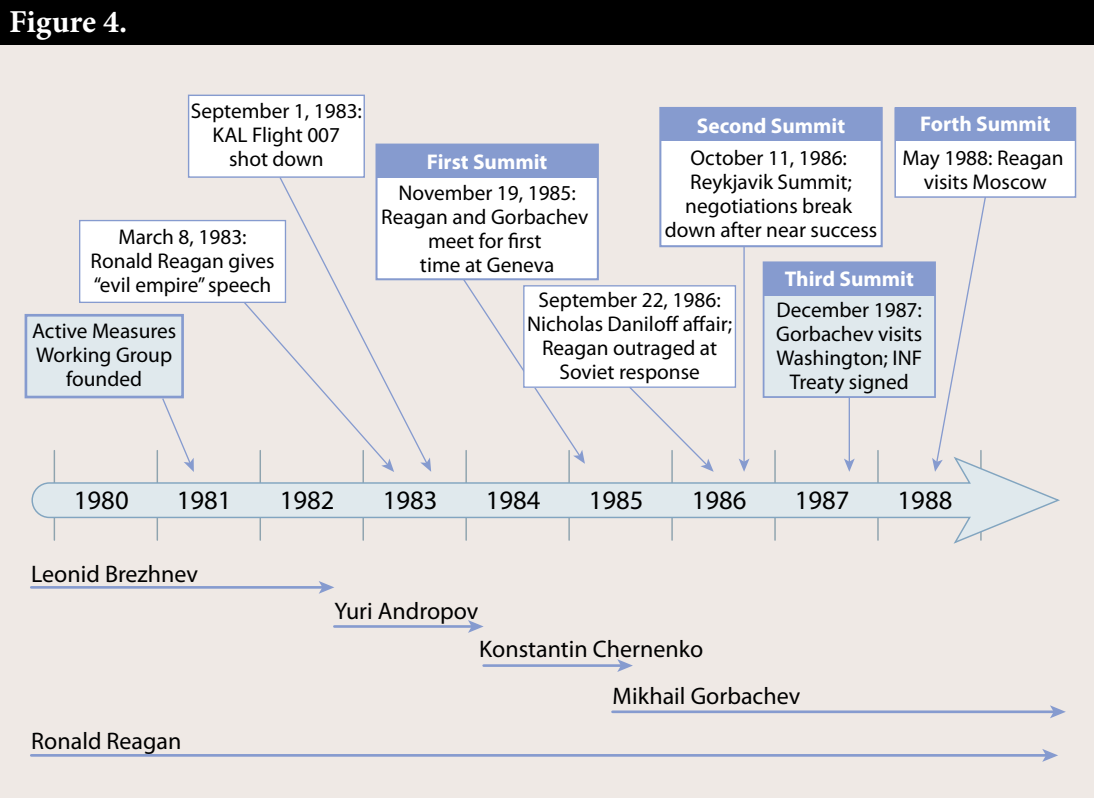 Figure 4.
September 1, 1983:
KAL Flight 007
shot down
March 8, 1983:
Ronald Reagan gives
“evil empire” speech
Active Measures
Working Group
founded
First Summit
November 19, 1985:
Reagan and Gorbachev
meet for first
time at Geneva
September 22, 1986:
Nicholas Daniloff affair;
Reagan outraged at
Soviet response
Second Summit
October 11, 1986:
Reykjavik Summit;
negotiations break
down after near success
Third Summit
December 1987:
Gorbachev visits
Washington; INF
Treaty signed
Forth Summit
May 1988: Reagan
visits Moscow
1980 1981 1982 1983 1984 1985 1986 1987 1988
Leonid Brezhnev
Yuri Andropov
Konstantin Chernenko
Mikhail Gorbachev
Ronald Reagan